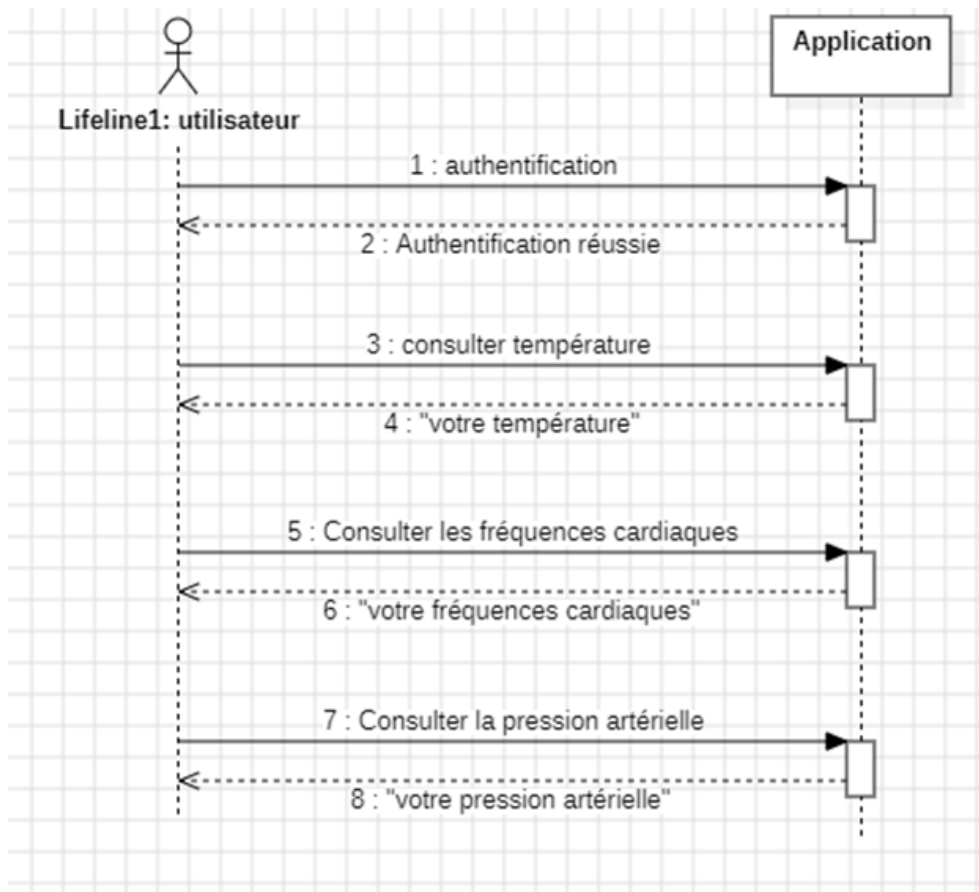 Application
Lifeline1: utilisateur
1 : authentification
2 : Authentification réussie
3 : consulter température
4 : "votre température"
5 : Consulter les fréquences cardiaques
6 : "votre fréquences cardiaques"
7 : Consulter la pression artérielle
8 : "votre pression artérielle"